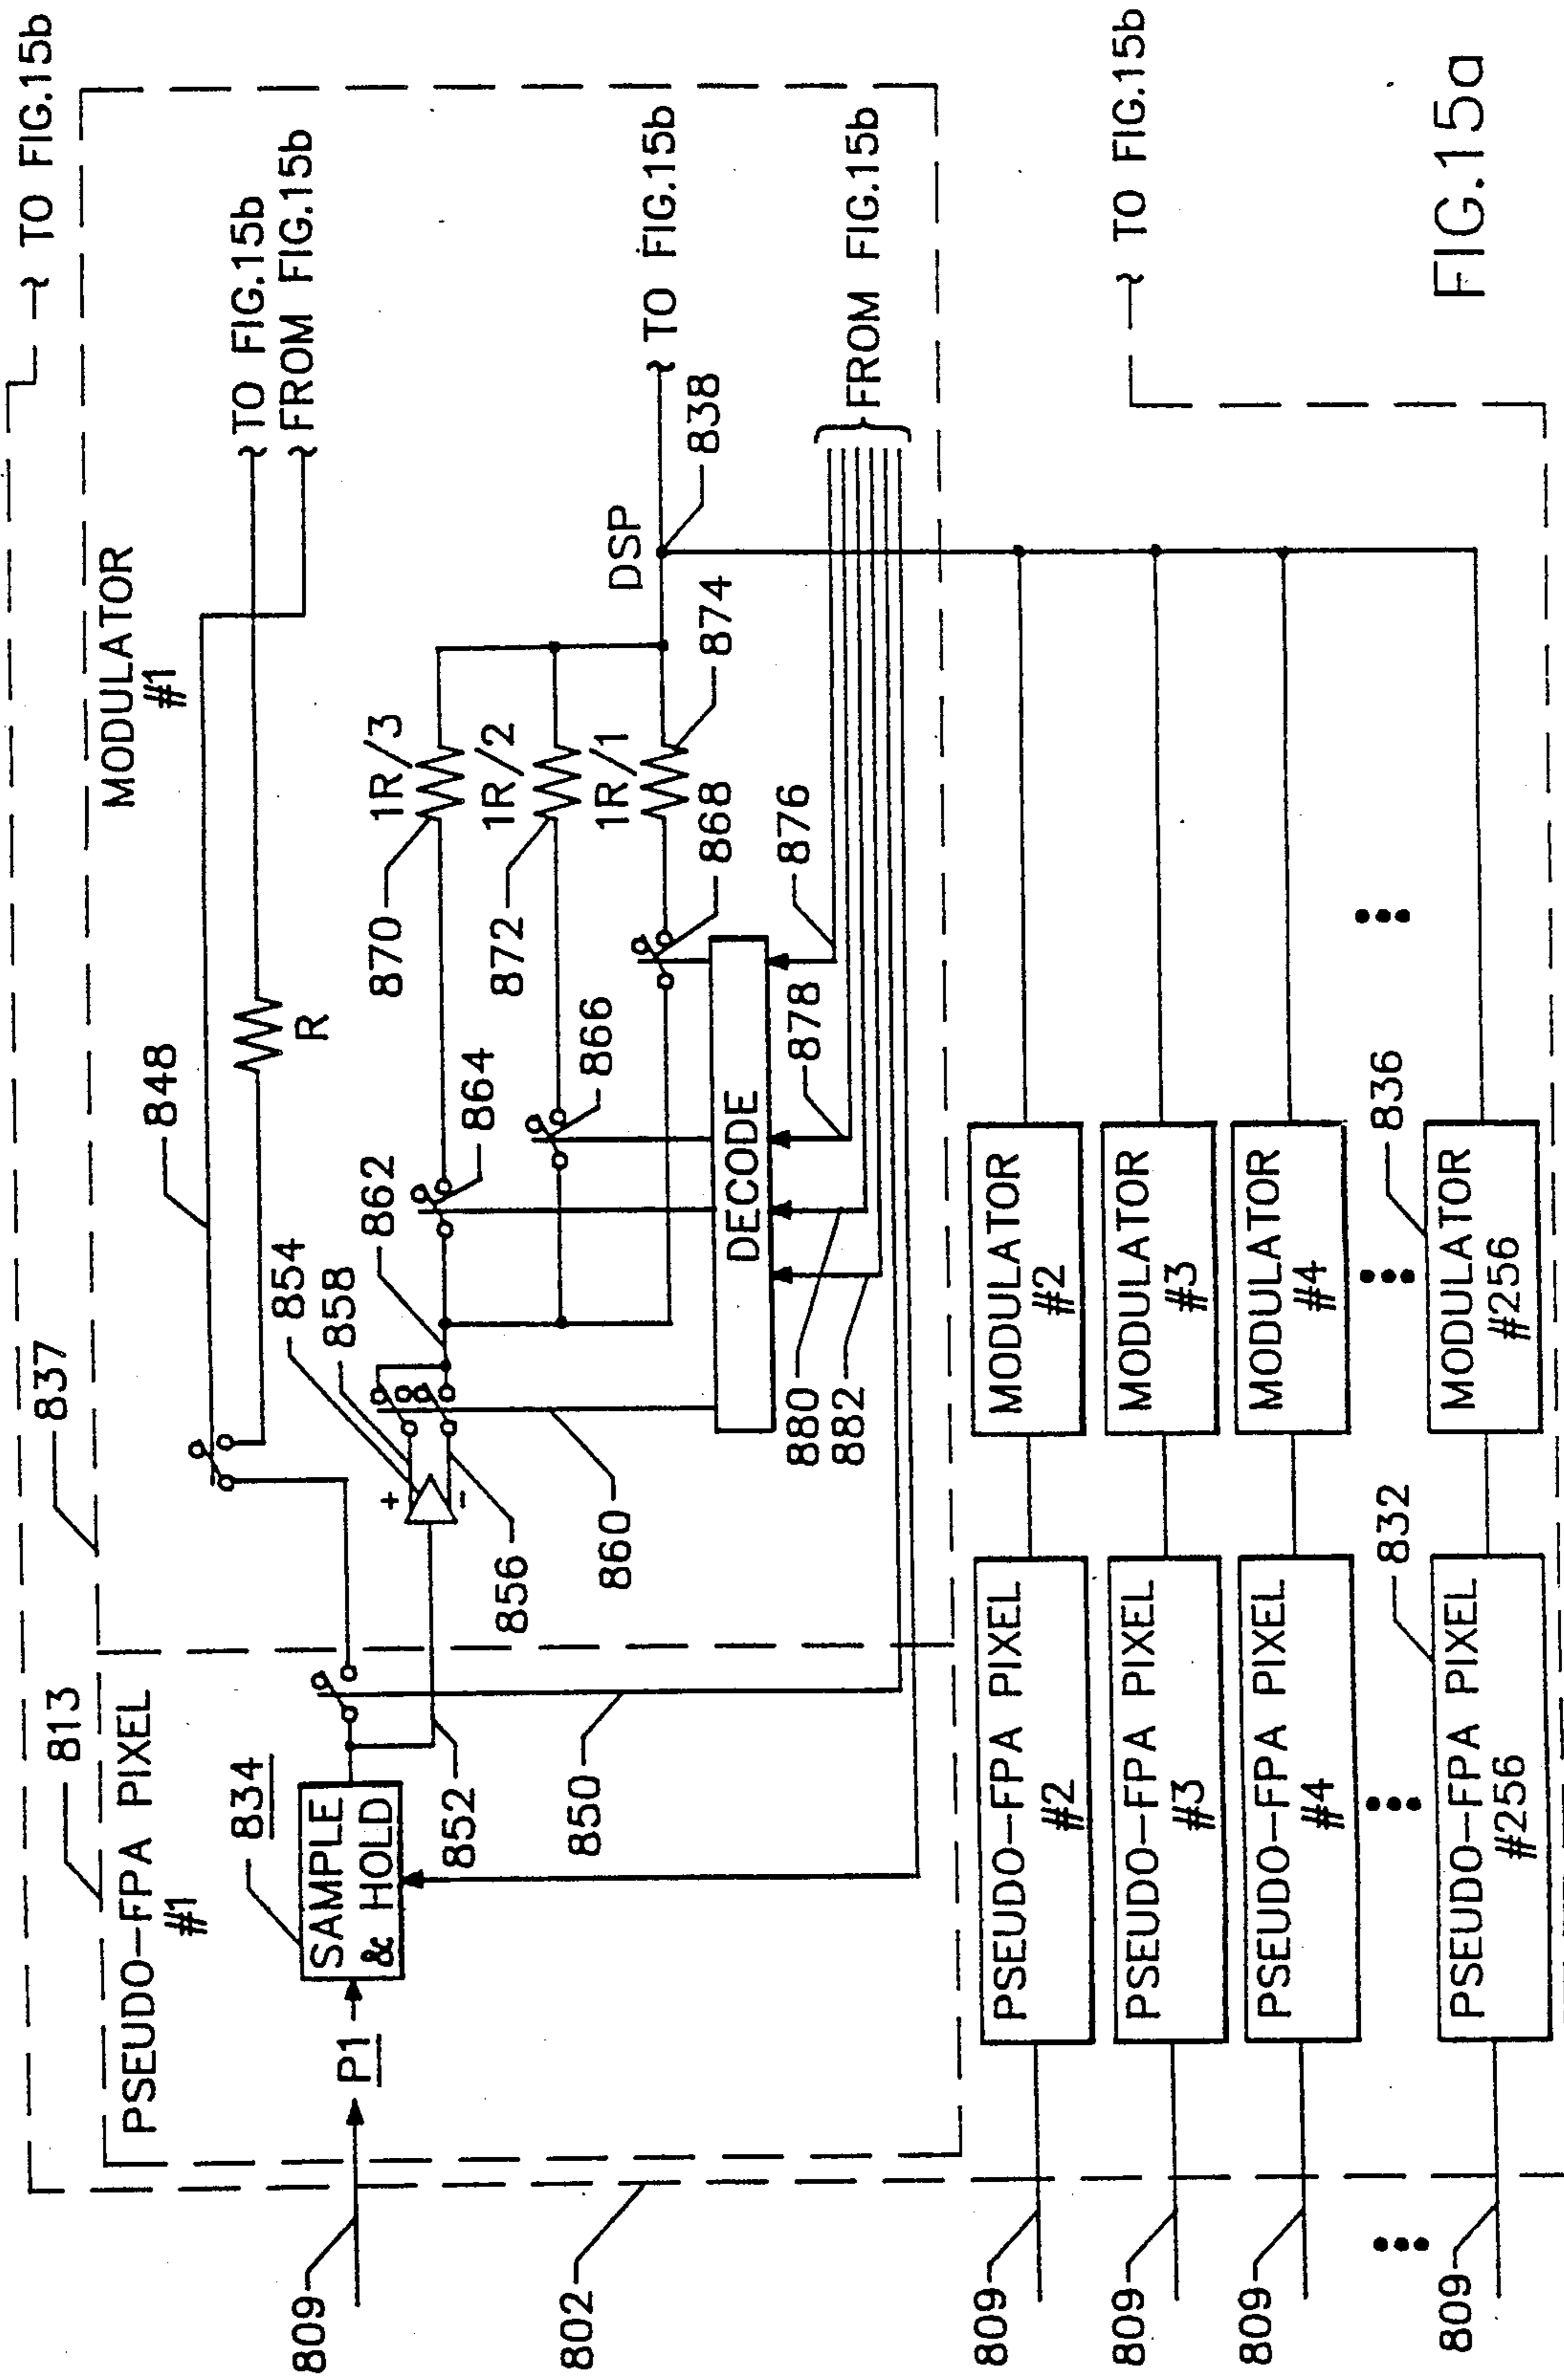 TO FIG.15b
837
813
PSEUDO-FPA PIXEL
#1
MODULATOR
#1
848
TO FIG.15b
FROM FIG.15b
R
834
SAMPLE
& HOLD
P1
809
854
858
862
864
870
1R/3
+
-
856
860
866
872
1R/2
1R/1
868
874
DSP
838
TO FIG.15b
852
850
802
DECODE
880
882
878
876
FROM FIG.15b
809
PSEUDO-FPA PIXEL
#2
MODULATOR
#2
809
PSEUDO-FPA PIXEL
#3
MODULATOR
#3
TO FIG.15b
809
PSEUDO-FPA PIXEL
#4
MODULATOR
#4
832
836
809
PSEUDO-FPA PIXEL
#256
MODULATOR
#256
FIG.15a